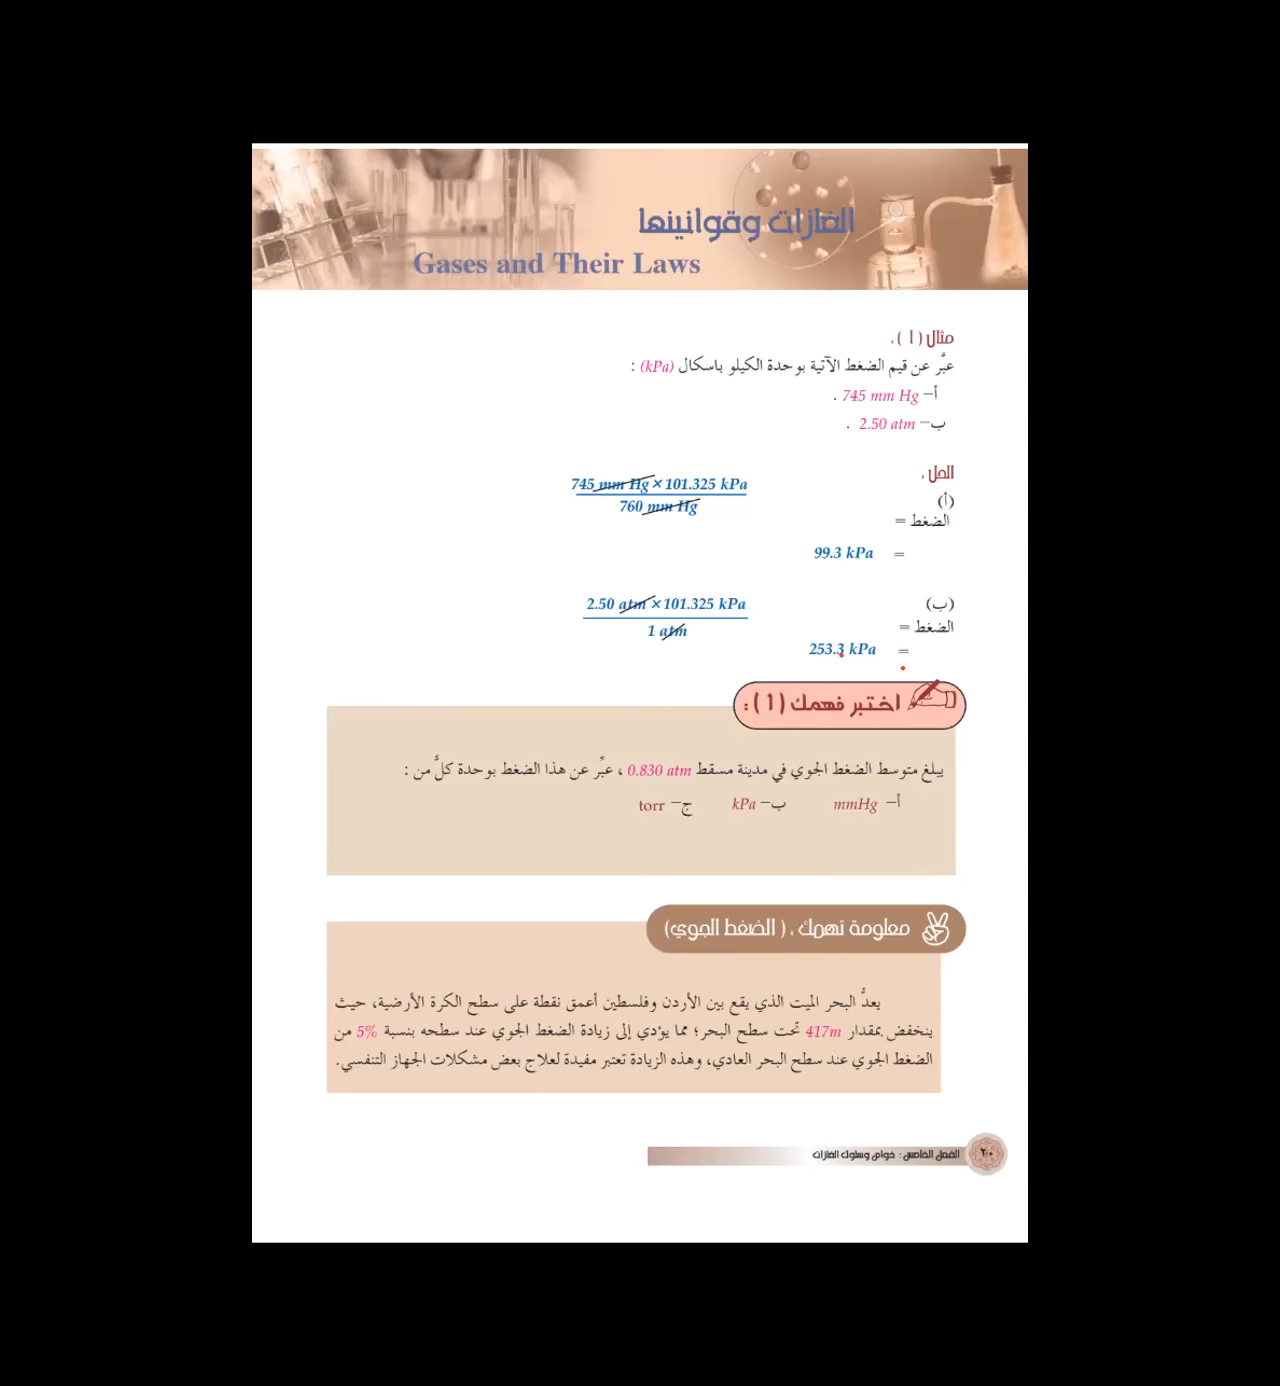 الغازات وقوانينها
Gases and Their Laws
مثال (1) :
عبَّر عن قيم الضغط الآتية بوحدة الكيلو باسكال (kPa) :
أ– 745 mm Hg .
ب– 2.50 atm .
الحل :
(أ)
الضغط = 745 mm Hg × 101.325 kPa
760 mm Hg
= 99.3 kPa
(ب)
الضغط = 2.50 atm × 101.325 kPa
1 atm
= 253.3 kPa
اختبر فهمك (1) :
يبلغ متوسط الضغط الجوي في مدينة مسقط 0.830 atm ، عبِّر عن هذا الضغط بوحدة كلًّ من :
أ– mmHg ب– kPa ج– torr
معلومة تهمك : ( الضغط الجوي)
يعدُّ البحر الميت الذي يقع بين الأردن وفلسطين أعمق نقطة على سطح الكرة الأرضية، حيث
ينخفض بمقدار 417m تحت سطح البحر؛ مما يؤدي إلى زيادة الضغط الجوي عند سطحه بنسبة 5% من
الضغط الجوي عند سطح البحر العادي، وهذه الزيادة تعتبر مفيدة لعلاج بعض مشكلات الجهاز التنفسي.
الفصل الخامس : خواص وسلوك الغازات
٢٠٠